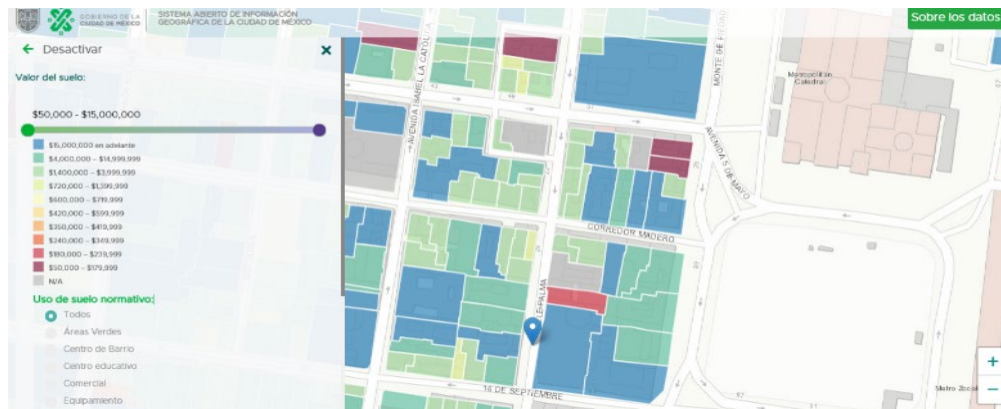 GOBIERNO DE LA
CIUDAD DE MÉXICO
SISTEMA ABIERTO DE INFORMACIÓN
GEOGRÁFICA DE LA CIUDAD DE MÉXICO
Sobre los datos
← Desactivar
×
Valor del suelo:
$50,000 - $15,000,000
$15,000,000 en adelante
$4,000,000 - $14,999,999
$1,400,000 - $3,999,999
$720,000 - $1,399,999
$600,000 - $719,999
$420,000 - $599,999
$350,000 - $419,999
$240,000 - $349,999
$180,000 - $239,999
$50,000 - $179,999
N/A
Uso de suelo normativo:
Todos
Áreas Verdes
Centro de Barrio
Centro educativo
Comercial
Equipamiento
AVENIDA ISABEL LA CATÓLICA
MONTE DE PIEDAD
Metropolitan
Catedral
AVENIDA 5 DE MAYO
CORREDOR MADERO
LE PALMA
16 DE SEPTIEMBRE
Metro
+
−